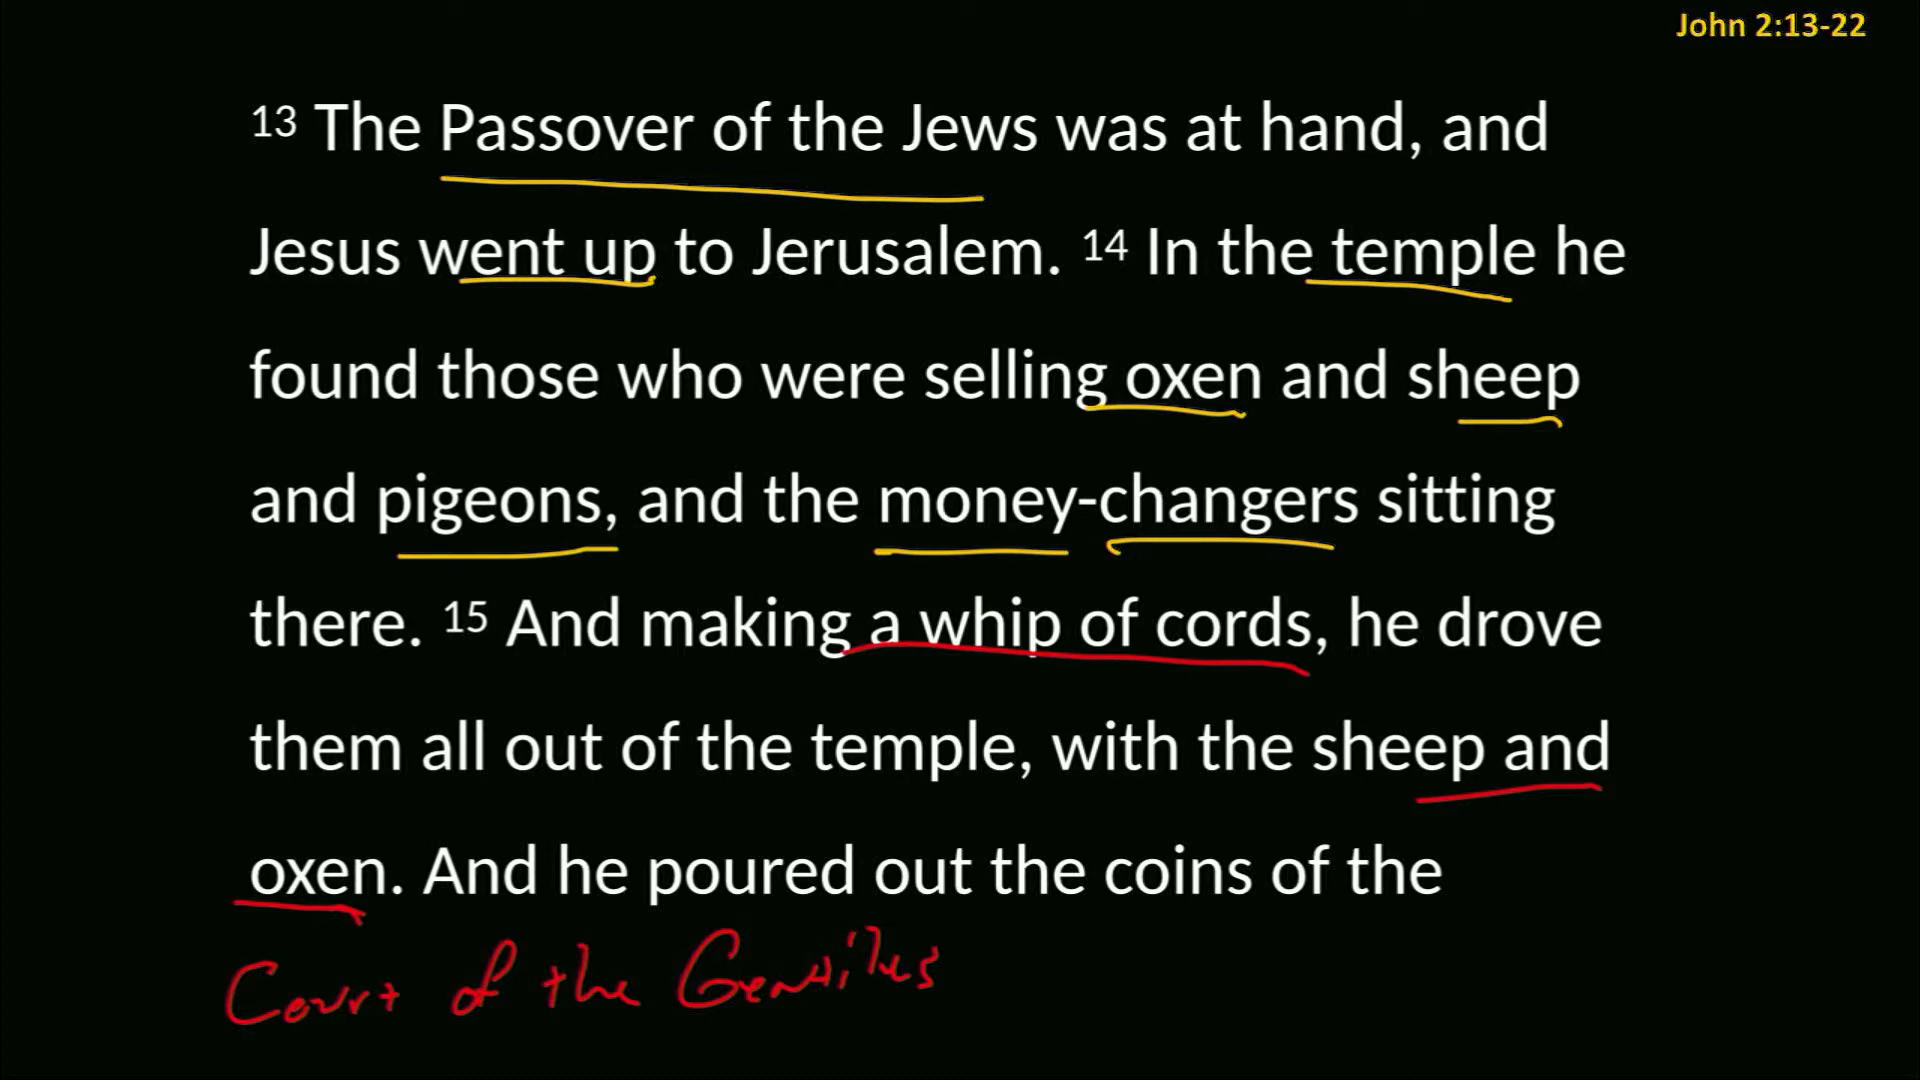 John 2:13-22
13 The Passover of the Jews was at hand, and
Jesus went up to Jerusalem. 14 In the temple he
found those who were selling oxen and sheep
and pigeons, and the money-changers sitting
there. 15 And making a whip of cords, he drove
them all out of the temple, with the sheep and
oxen. And he poured out the coins of the
Court of the Gentiles